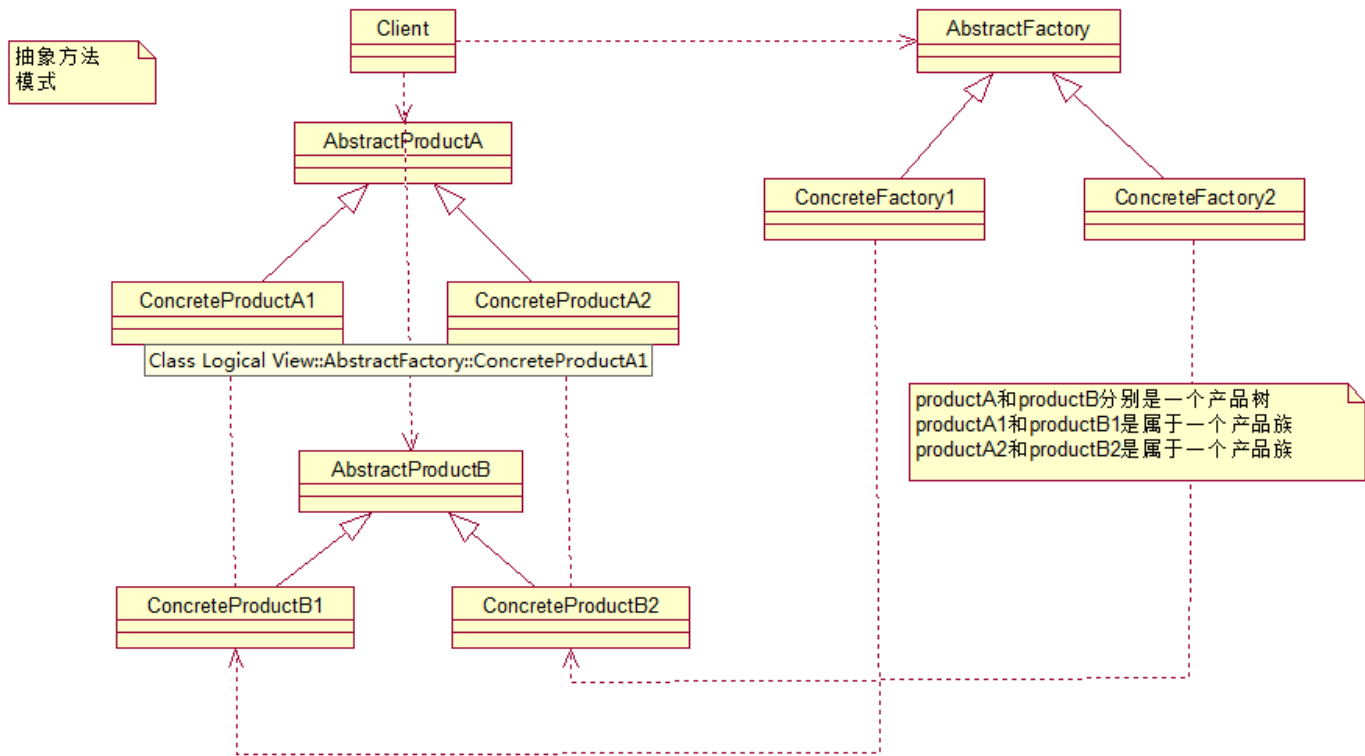 抽象方法
模式
Client
AbstractFactory
AbstractProductA
ConcreteFactory1
ConcreteFactory2
ConcreteProductA1
ConcreteProductA2
Class Logical View::AbstractFactory::ConcreteProductA1
productA和productB分别是一个产品树
productA1和productB1是属于一个产品族
productA2和productB2是属于一个产品族
AbstractProductB
ConcreteProductB1
ConcreteProductB2